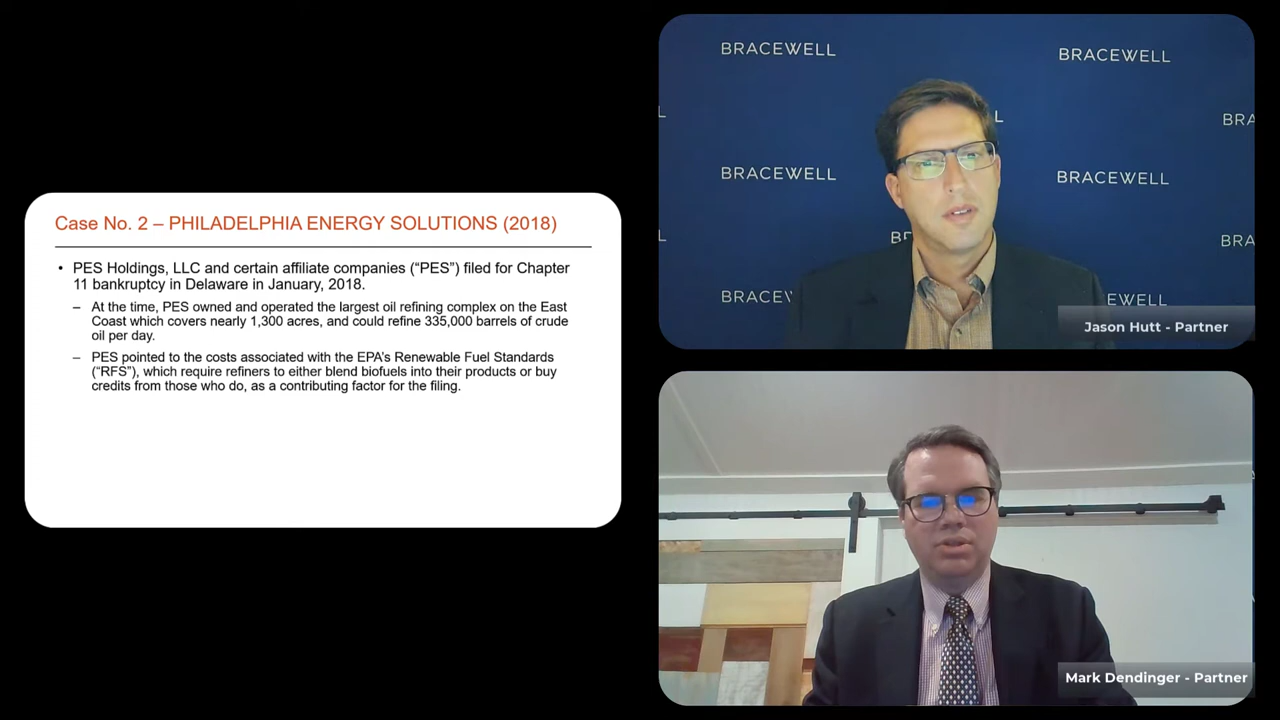 Case No. 2 – PHILADELPHIA ENERGY SOLUTIONS (2018)
• PES Holdings, LLC and certain affiliate companies (“PES”) filed for Chapter
11 bankruptcy in Delaware in January, 2018.
– At the time, PES owned and operated the largest oil refining complex on the East
Coast which covers nearly 1,300 acres, and could refine 335,000 barrels of crude
oil per day.
– PES pointed to the costs associated with the EPA’s Renewable Fuel Standards
(“RFS”), which require refiners to either blend biofuels into their products or buy
credits from those who do, as a contributing factor for the filing.
BRACEWELL
BRACEWELL
BRA
BRACEWELL
BRACEWELL
BRA
BRACEW
EWELL
Jason Hutt - Partner
Mark Dendinger - Partner